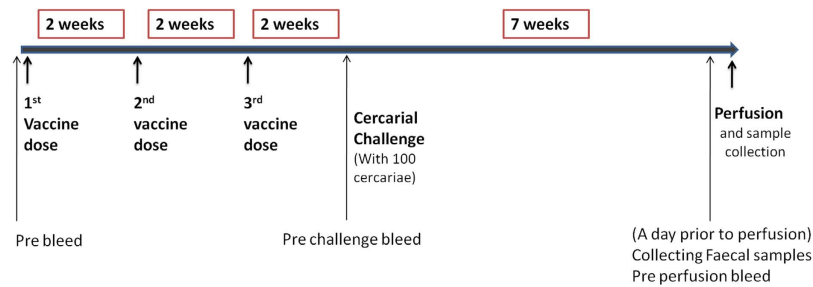 2 weeks
2 weeks
2 weeks
7 weeks
1st
Vaccine
dose
2nd
vaccine
dose
3rd
vaccine
dose
Cercarial
Challenge
(With 100
cercariae)
Perfusion
and sample
collection
Pre bleed
Pre challenge bleed
(A day prior to perfusion)
Collecting Faecal samples
Pre perfusion bleed